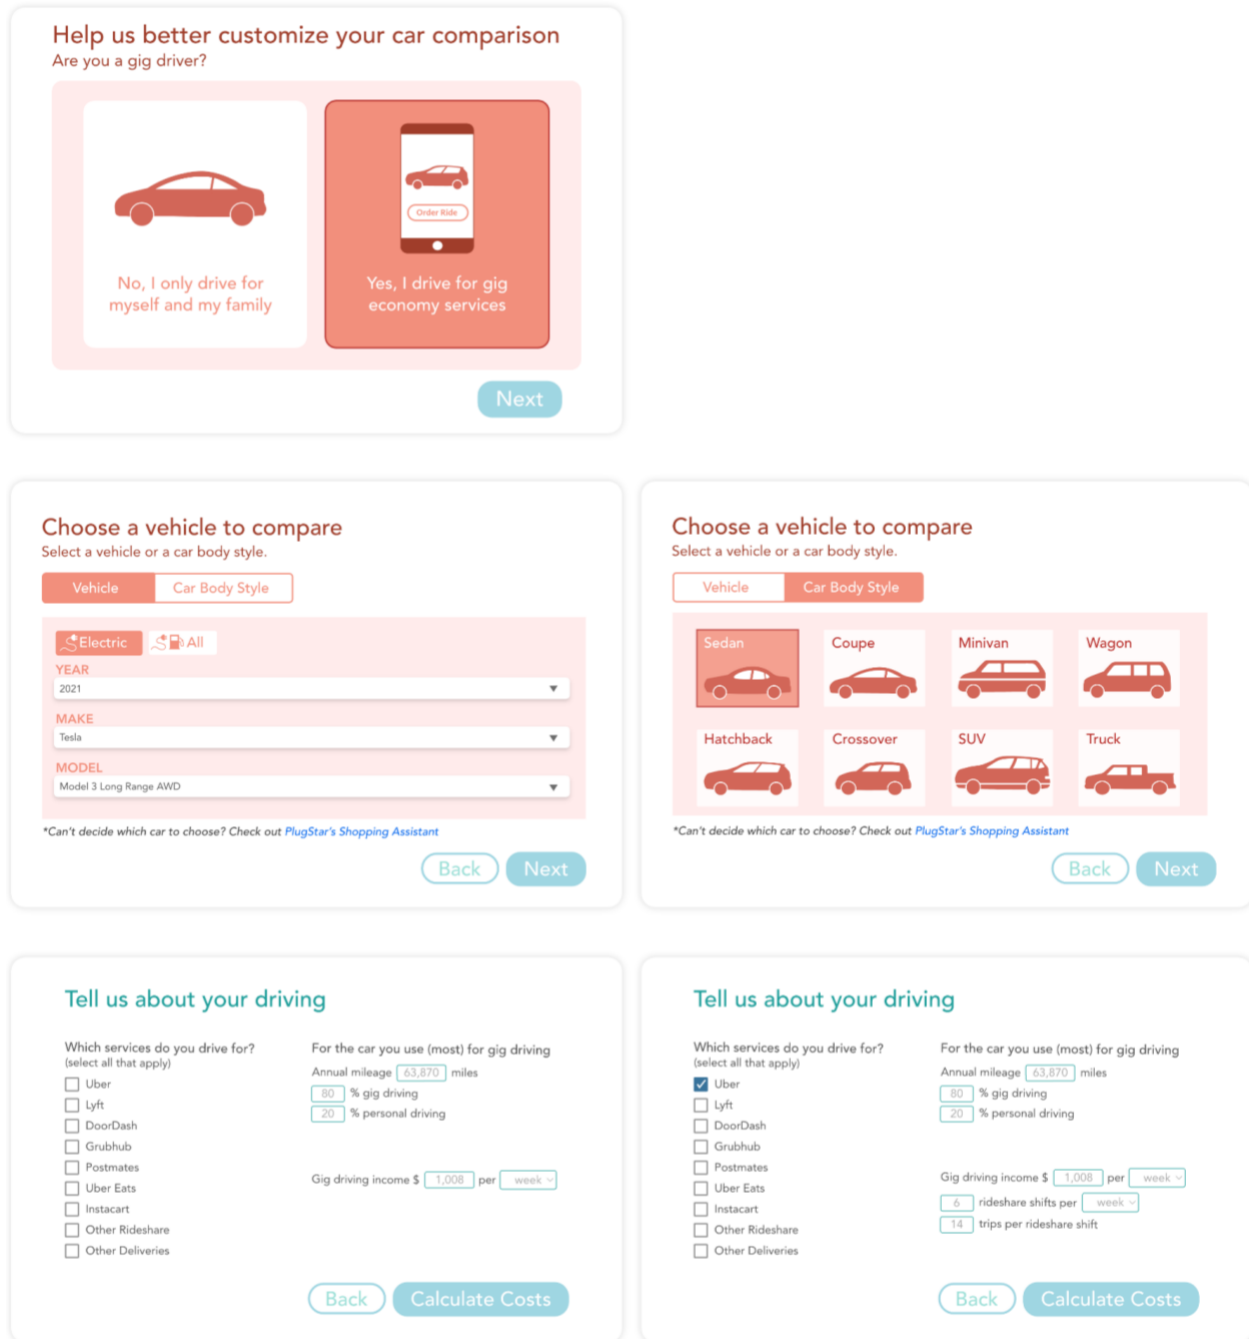 Help us better customize your car comparison
Are you a gig driver?
Order Ride
No, I only drive for
myself and my family
Yes, I drive for gig
economy services
Next
Choose a vehicle to compare
Select a vehicle or a car body style.
Vehicle
Car Body Style
Electric
All
YEAR
2021
MAKE
Tesla
MODEL
Model 3 Long Range AWD
*Can't decide which car to choose? Check out PlugStar's Shopping Assistant
Back
Next
Choose a vehicle to compare
Select a vehicle or a car body style.
Vehicle
Car Body Style
Sedan
Coupe
Minivan
Wagon
Hatchback
Crossover
SUV
Truck
*Can't decide which car to choose? Check out PlugStar's Shopping Assistant
Back
Next
Tell us about your driving
Which services do you drive for?
(select all that apply)
Uber
Lyft
DoorDash
Grubhub
Postmates
Uber Eats
Instacart
Other Rideshare
Other Deliveries
For the car you use (most) for gig driving
Annual mileage 63,870 miles
80 % gig driving
20 % personal driving
Gig driving income $ 1,008 per week
Back
Calculate Costs
Tell us about your driving
Which services do you drive for?
(select all that apply)
Uber
Lyft
DoorDash
Grubhub
Postmates
Uber Eats
Instacart
Other Rideshare
Other Deliveries
For the car you use (most) for gig driving
Annual mileage 63,870 miles
80 % gig driving
20 % personal driving
Gig driving income $ 1,008 per week
6 rideshare shifts per week
14 trips per rideshare shift
Back
Calculate Costs